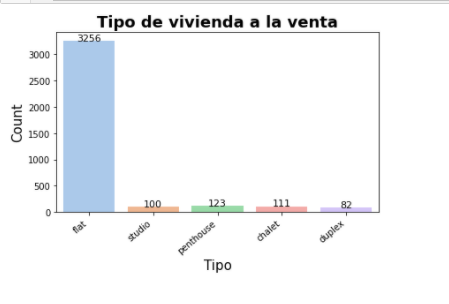 Tipo de vivienda a la venta
3256
3000
2500
2000
1500
1000
500
0
Count
100
123
111
82
flat
studio
penthouse
chalet
duplex
Tipo